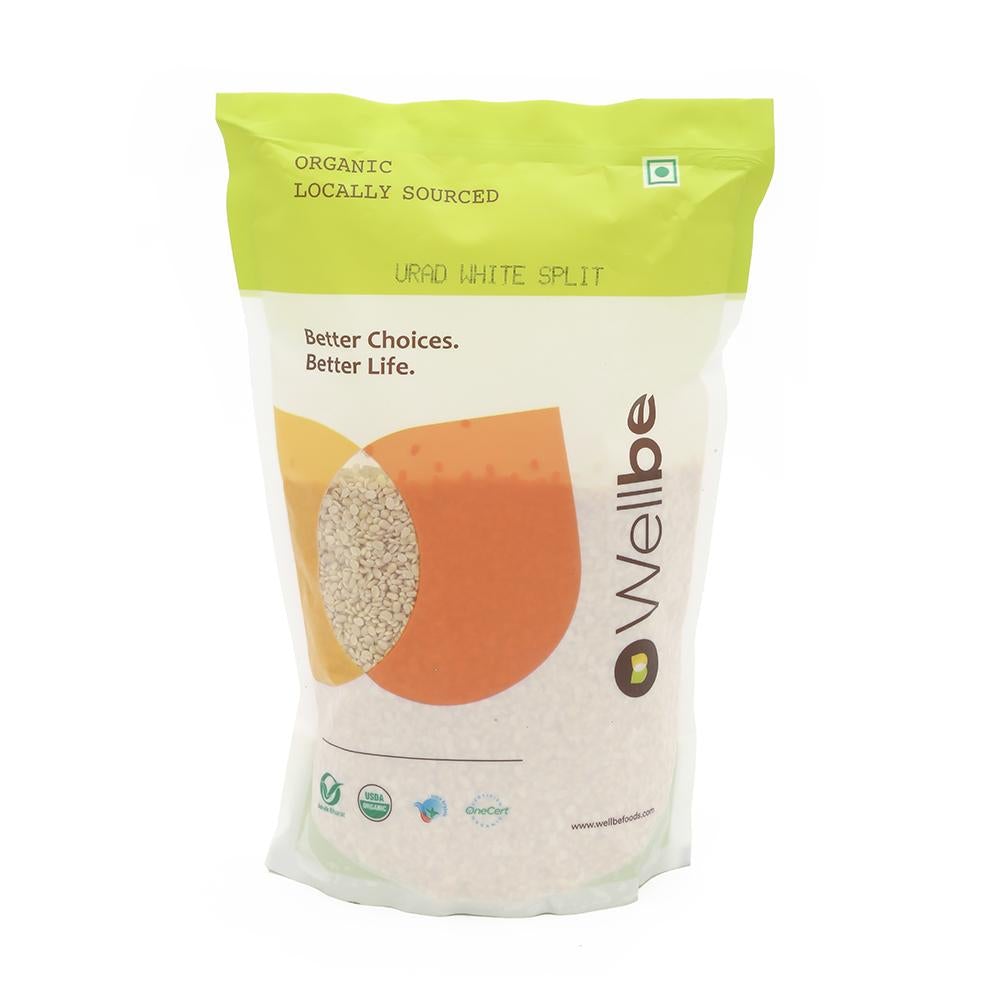 ORGANIC
LOCALLY SOURCED
URAD WHITE SPLIT
Better Choices.
Better Life.
Wellbe
USDA
ORGANIC
OneCert
www.wellbefoods.com